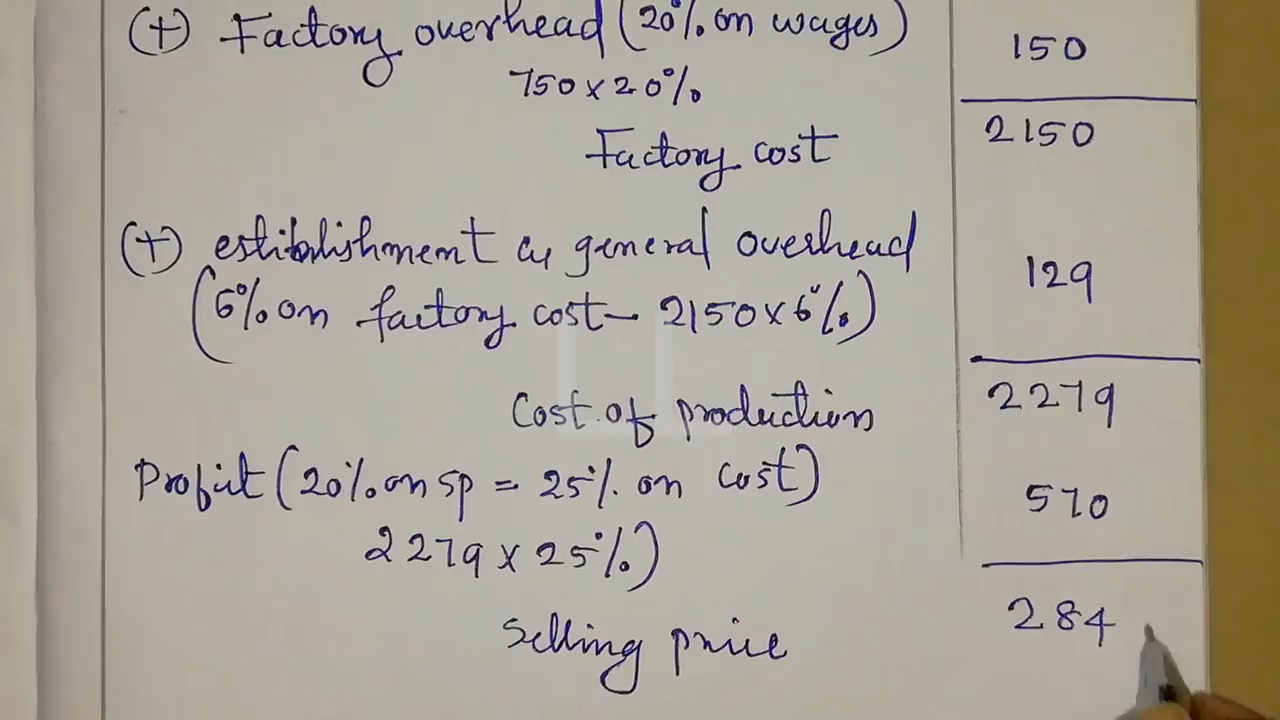 (+) Factory overhead (20% on wages) 150
750 x 20%
2150
Factory cost
(+) establishment & general overhead
129
(6% on factory cost - 2150 x 6%)
Cost of production 2279
Profit (20% on sp = 25% on cost) 570
2279 x 25%)
Selling price 284